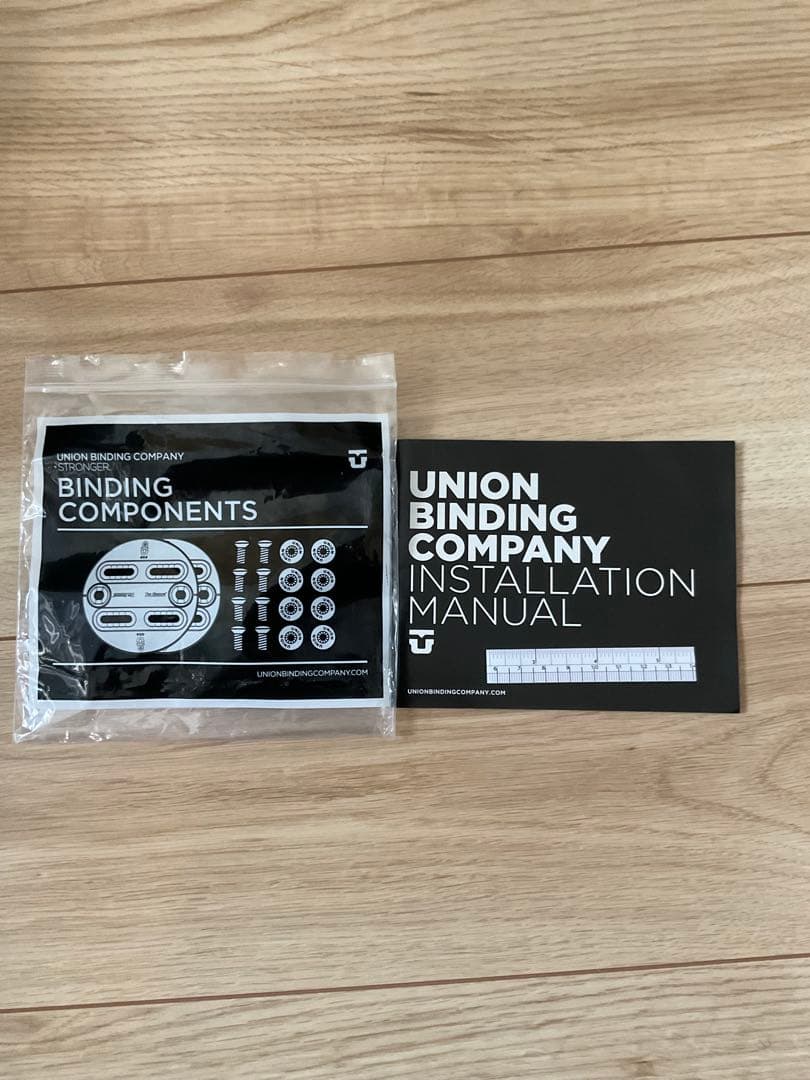 UNION BINDING COMPANY
STRONGER.
BINDING
COMPONENTS
UNIONBINDINGCOMPANY.COM
UNION
BINDING
COMPANY
INSTALLATION
MANUAL
UNIONBINDINGCOMPANY.COM